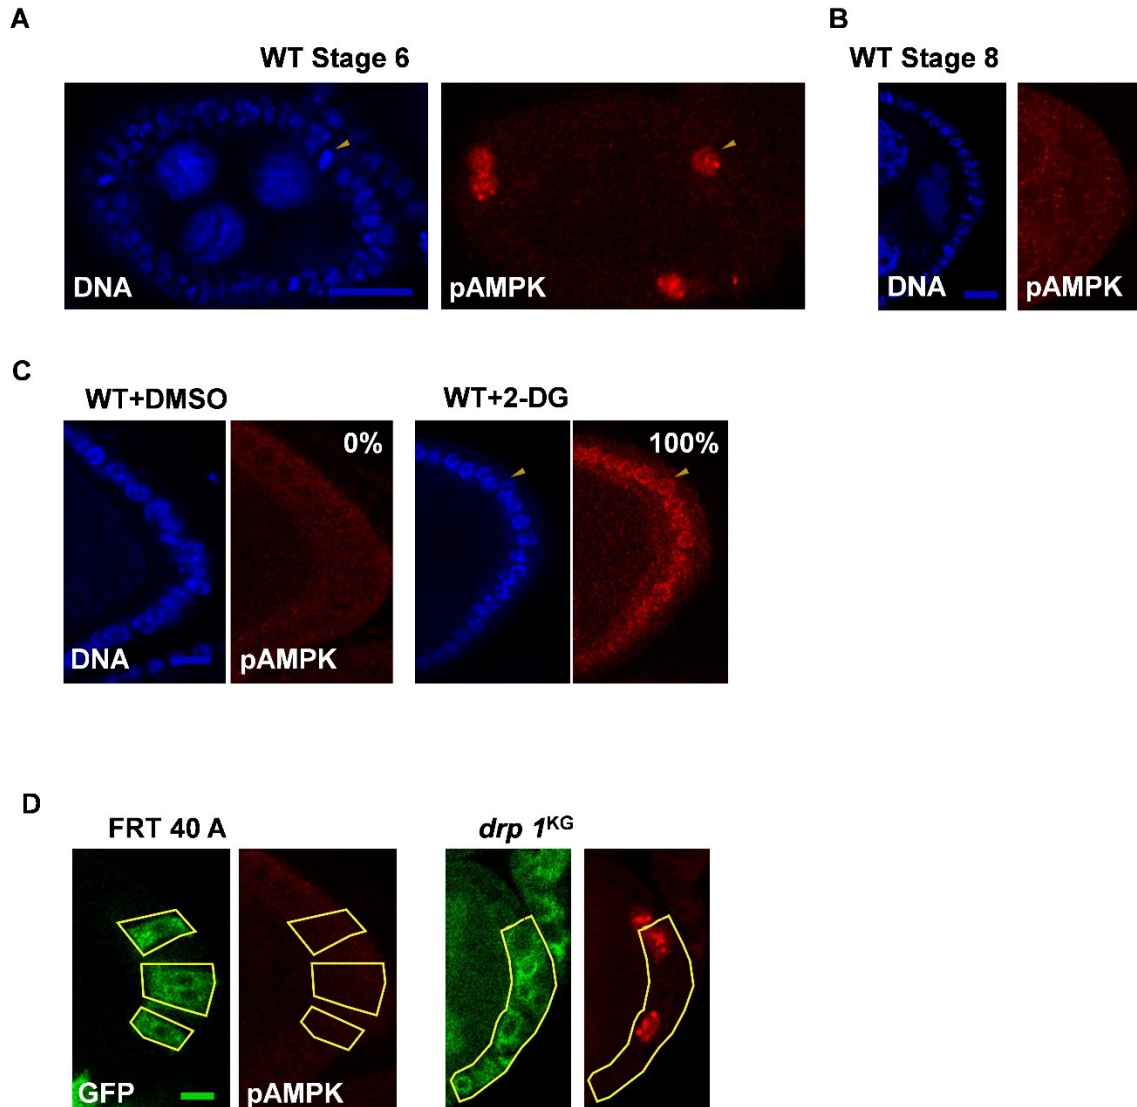 A
B
WT Stage 6
WT Stage 8
DNA
pAMPK
DNA
pAMPK
C
WT+DMSO
WT+2-DG
0%
100%
DNA
pAMPK
D
FRT 40 A
drp 1ᴷᴳ
GFP
pAMPK